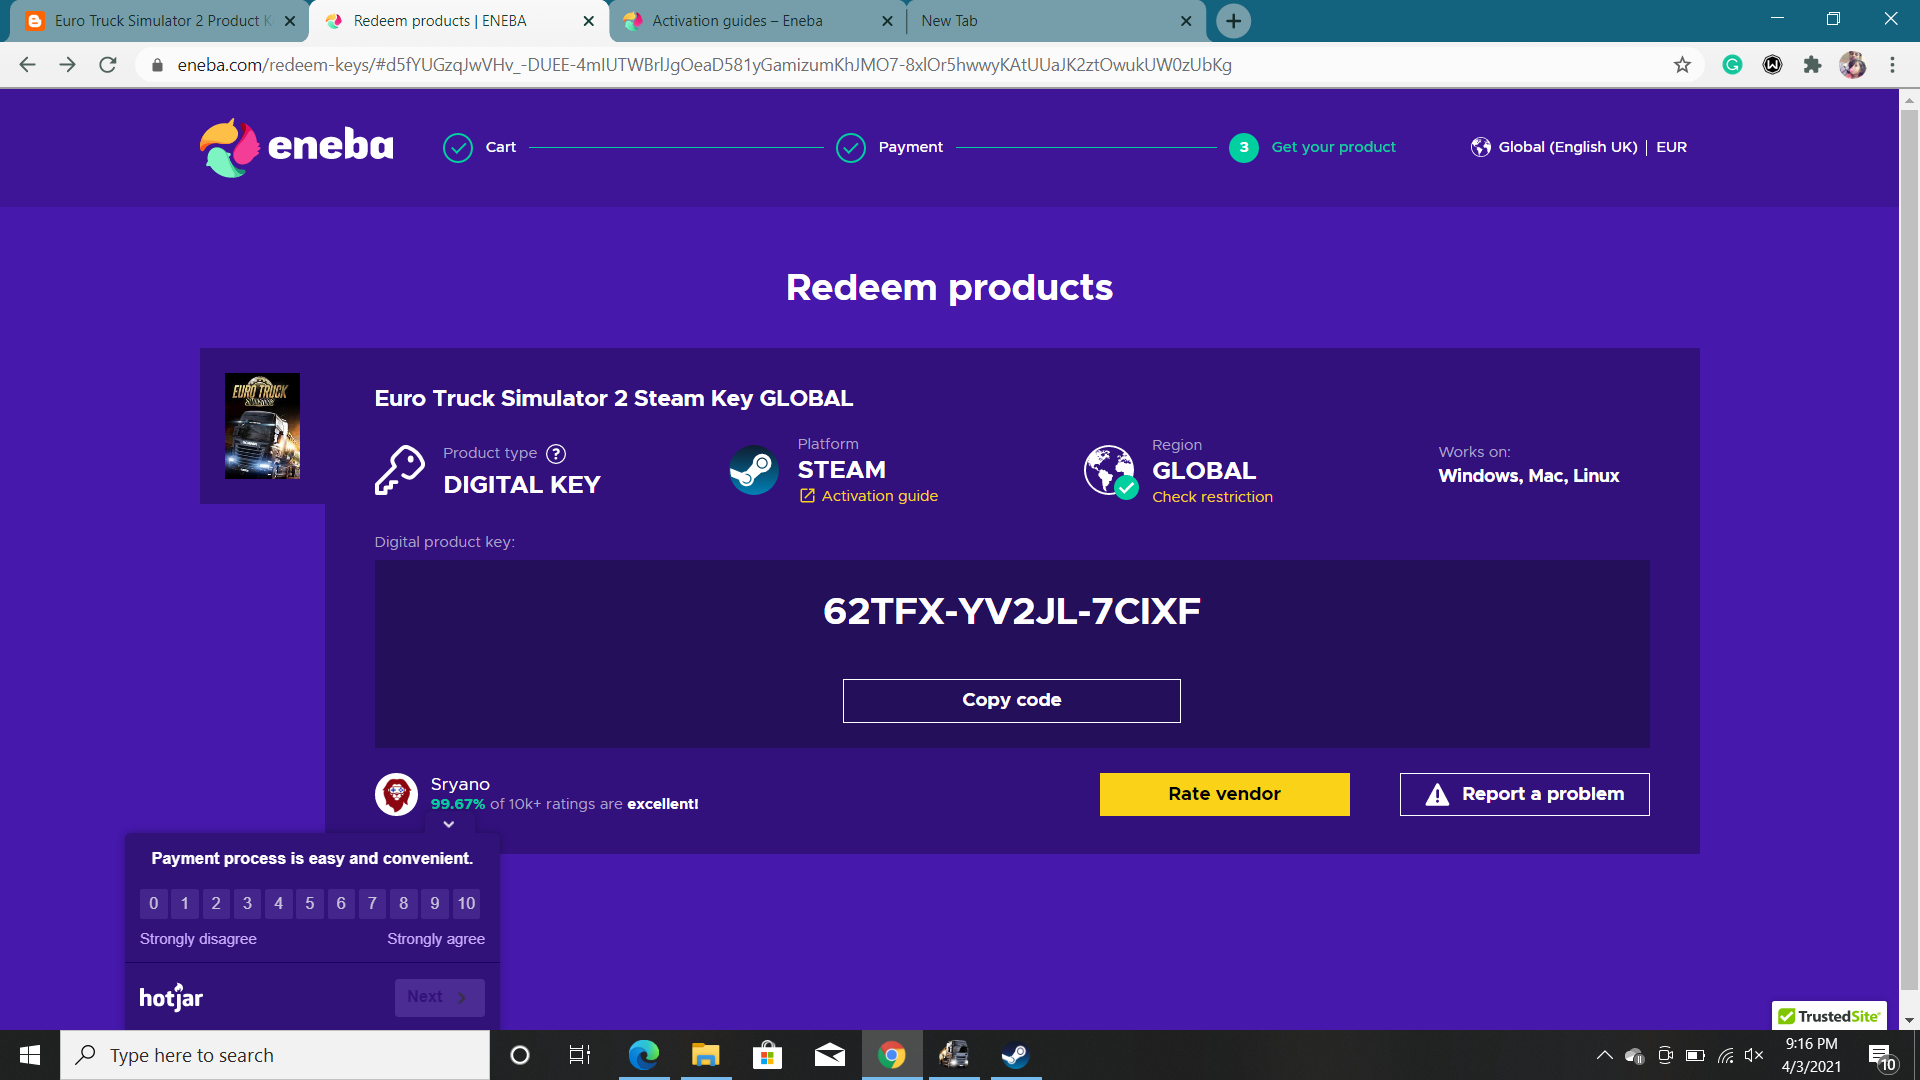 Euro Truck Simulator 2 Product K
Redeem products | ENEBA
Activation guides – Eneba
New Tab
eneba.com/redeem-keys/#d5fYUGzqJwVHv_-DUEE-4mIUTWBrlJgOeaD581yGamizumKhJMO7-8xlOr5hwwyKAtUUaJK2ztOwukUW0zUbKg
eneba
Cart
Payment
3
Get your product
Global (English UK) | EUR
Redeem products
EURO TRUCK
SIMULATOR
Euro Truck Simulator 2 Steam Key GLOBAL
Product type ?
DIGITAL KEY
Platform
STEAM
Activation guide
Region
GLOBAL
Check restriction
Works on:
Windows, Mac, Linux
Digital product key:
62TFX-YV2JL-7CIXF
Copy code
Sryano
99.67% of 10k+ ratings are excellent!
Rate vendor
Report a problem
Payment process is easy and convenient.
0 1 2 3 4 5 6 7 8 9 10
Strongly disagree
Strongly agree
hotjar
Next
TrustedSite
Type here to search
9:16 PM
4/3/2021
10